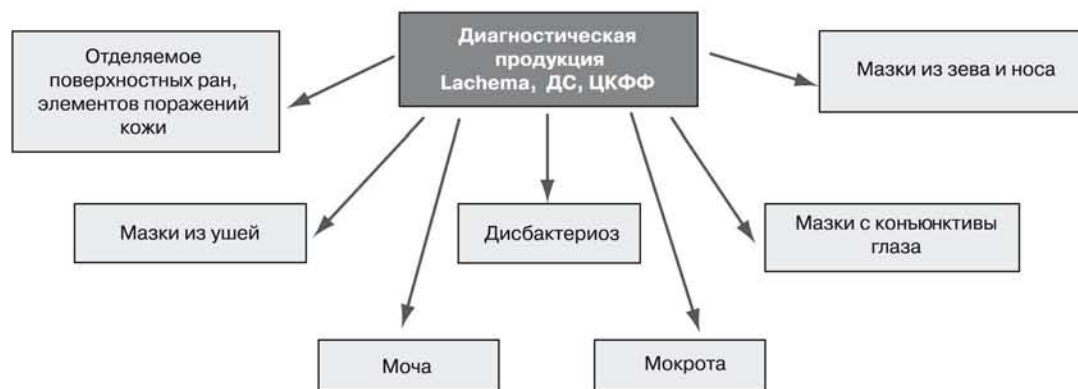 Диагностическая
продукция
Lachema, ДС, ЦКФФ
Отделяемое
поверхностных ран,
элементов поражений
кожи
Мазки из зева и носа
Мазки из ушей
Дисбактериоз
Мазки с конъюнктивы
глаза
Моча
Мокрота